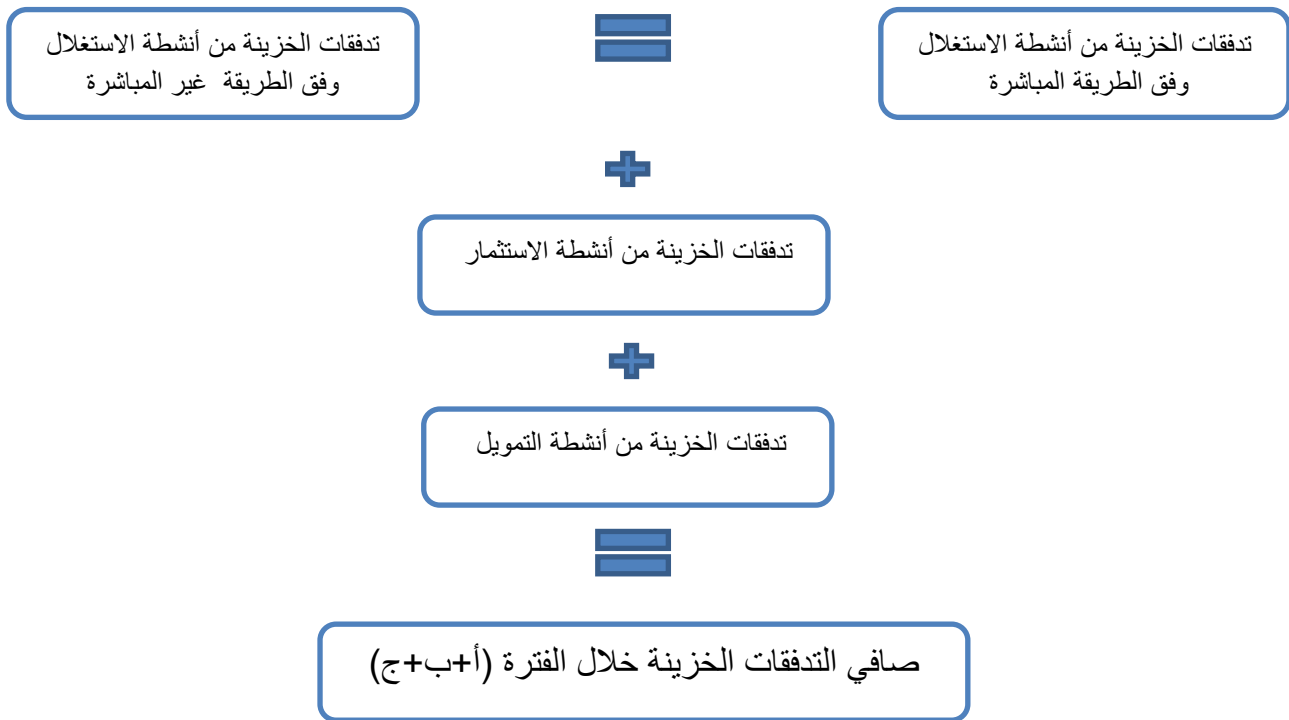 تدفقات الخزينة من أنشطة الاستغلال
وفق الطريقة المباشرة
تدفقات الخزينة من أنشطة الاستغلال
وفق الطريقة غير المباشرة
تدفقات الخزينة من أنشطة الاستثمار
تدفقات الخزينة من أنشطة التمويل
صافي التدفقات الخزينة خلال الفترة (أ+ب+ج)